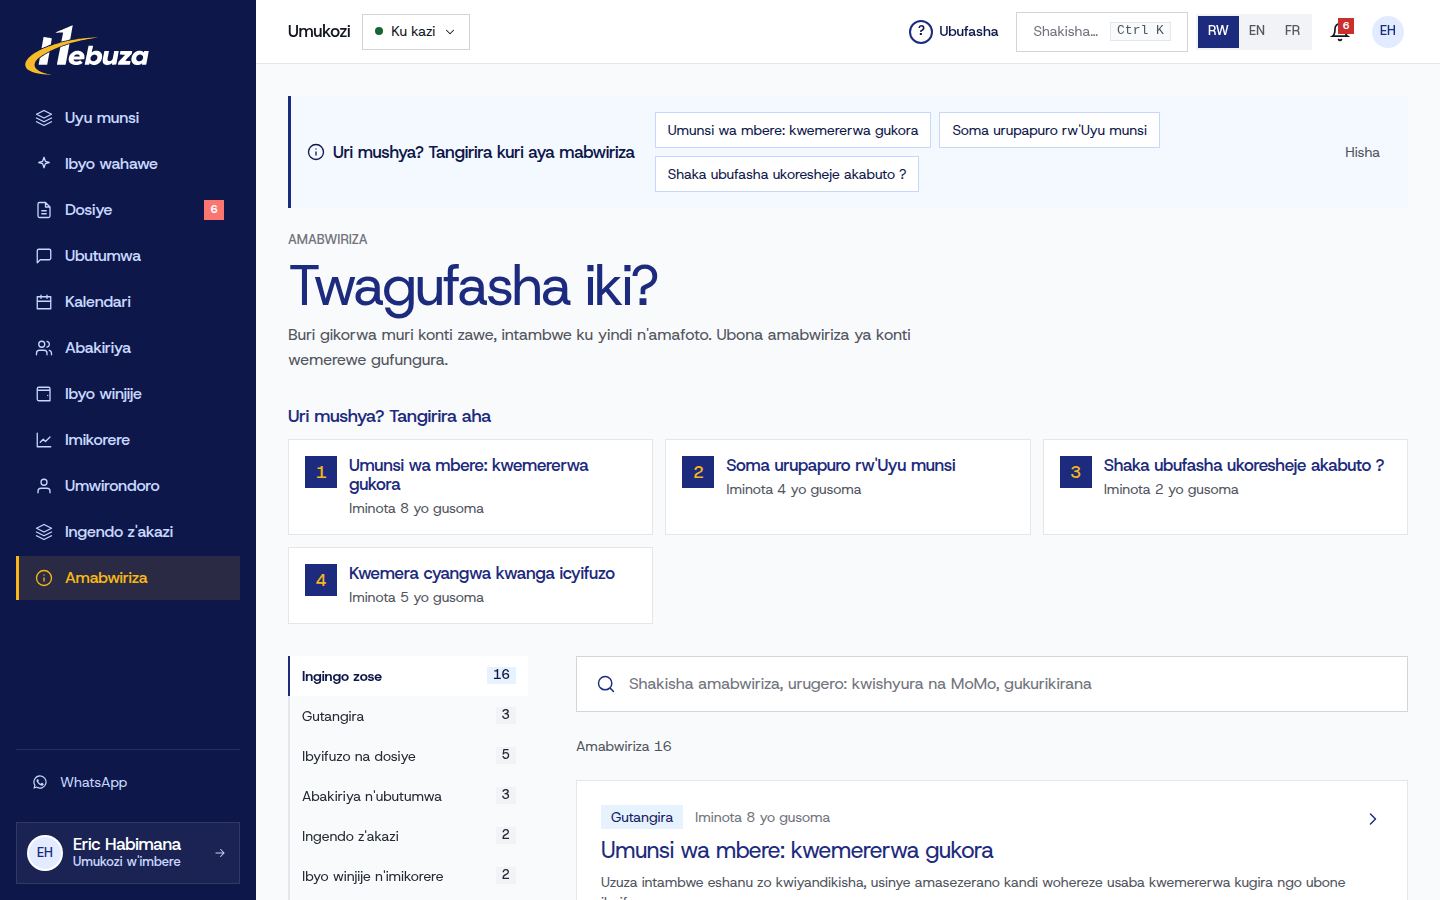 Hebuza
Uyu munsi
Ibyo wahawe
Dosiye 6
Ubutumwa
Kalendari
Abakiriya
Ibyo winjije
Imikorere
Umwirondoro
Ingendo z'akazi
Amabwiriza
WhatsApp
EH Eric Habimana
Umukozi w'imbere
Umukozi Ku kazi ? Ubufasha Shakisha... Ctrl K RW EN FR 6 EH
Uri mushya? Tangirira kuri aya mabwiriza
Umunsi wa mbere: kwemererwa gukora
Soma urupapuro rw'Uyu munsi
Shaka ubufasha ukoresheje akabuto ?
Hisha
AMABWIRIZA
Twagufasha iki?
Buri gikorwa muri konti zawe, intambwe ku yindi n'amafoto. Ubona amabwiriza ya konti
wemerewe gufungura.
Uri mushya? Tangirira aha
1 Umunsi wa mbere: kwemererwa
gukora
Iminota 8 yo gusoma
2 Soma urupapuro rw'Uyu munsi
Iminota 4 yo gusoma
3 Shaka ubufasha ukoresheje akabuto ?
Iminota 2 yo gusoma
4 Kwemera cyangwa kwanga icyifuzo
Iminota 5 yo gusoma
Ingingo zose 16
Gutangira 3
Ibyifuzo na dosiye 5
Abakiriya n'ubutumwa 3
Ingendo z'akazi 2
Ibyo winjije n'imikorere 2
Shakisha amabwiriza, urugero: kwishyura na MoMo, gukurikirana
Amabwiriza 16
Gutangira Iminota 8 yo gusoma
Umunsi wa mbere: kwemererwa gukora
Uzuza intambwe eshanu zo kwiyandikisha, usinye amasezerano kandi wohereze usaba kwemererwa kugira ngo ubone